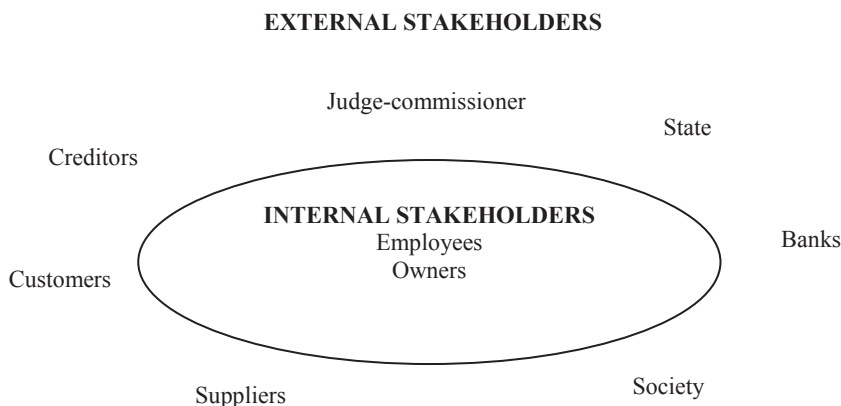 EXTERNAL STAKEHOLDERS
Judge-commissioner
State
Creditors
INTERNAL STAKEHOLDERS
Employees
Banks
Owners
Customers
Society
Suppliers